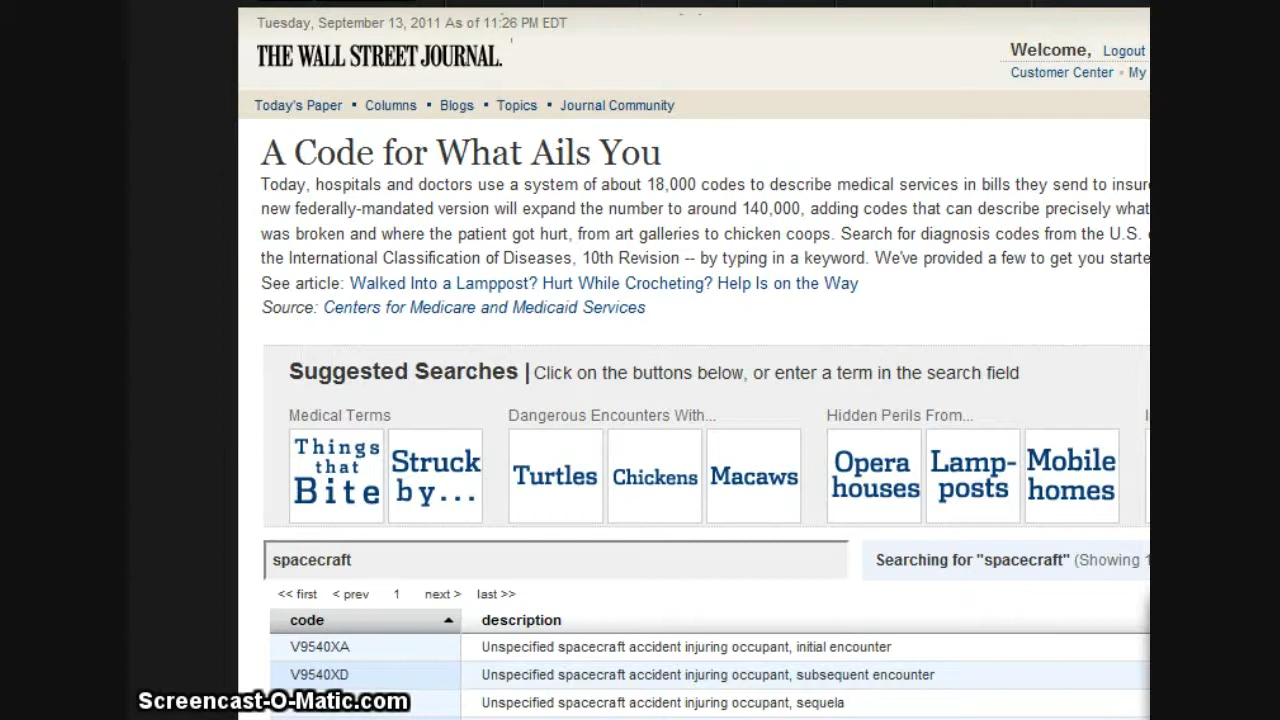 Tuesday, September 13, 2011 As of 11:26 PM EDT
THE WALL STREET JOURNAL.
Welcome, Logout
Customer Center • My
Today's Paper ▪ Columns ▪ Blogs ▪ Topics ▪ Journal Community
A Code for What Ails You
Today, hospitals and doctors use a system of about 18,000 codes to describe medical services in bills they send to insur
new federally-mandated version will expand the number to around 140,000, adding codes that can describe precisely what
was broken and where the patient got hurt, from art galleries to chicken coops. Search for diagnosis codes from the U.S.
the International Classification of Diseases, 10th Revision -- by typing in a keyword. We've provided a few to get you starte
See article: Walked Into a Lamppost? Hurt While Crocheting? Help Is on the Way
Source: Centers for Medicare and Medicaid Services
Suggested Searches | Click on the buttons below, or enter a term in the search field
Medical Terms Dangerous Encounters With... Hidden Perils From...
Things that Bite
Struck by...
Turtles
Chickens
Macaws
Opera houses
Lamp-posts
Mobile homes
spacecraft
Searching for "spacecraft" (Showing
<< first < prev 1 next > last >>
code description
V9540XA Unspecified spacecraft accident injuring occupant, initial encounter
V9540XD Unspecified spacecraft accident injuring occupant, subsequent encounter
Unspecified spacecraft accident injuring occupant, sequela
Screencast-O-Matic.com